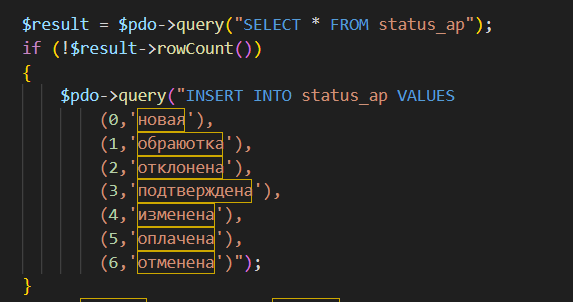 $result = $pdo->query("SELECT * FROM status_ap");
if (!$result->rowCount())
{
$pdo->query("INSERT INTO status_ap VALUES
(0,'новая'),
(1,'обраюотка'),
(2,'отклонена'),
(3,'подтверждена'),
(4,'изменена'),
(5,'оплачена'),
(6,'отменена')");
}